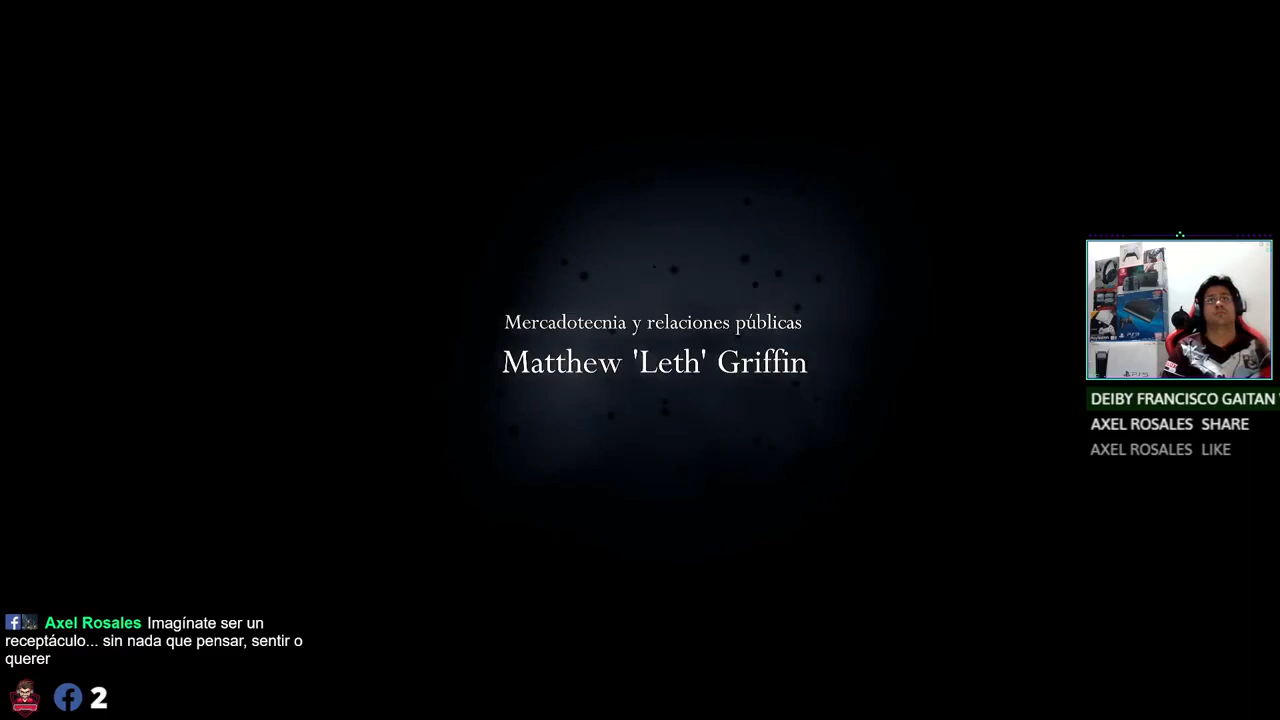 Mercadotecnia y relaciones públicas
Matthew 'Leth' Griffin
DEIBY FRANCISCO GAITAN
AXEL ROSALES SHARE
AXEL ROSALES LIKE
Axel Rosales Imagínate ser un
receptáculo... sin nada que pensar, sentir o
querer
2